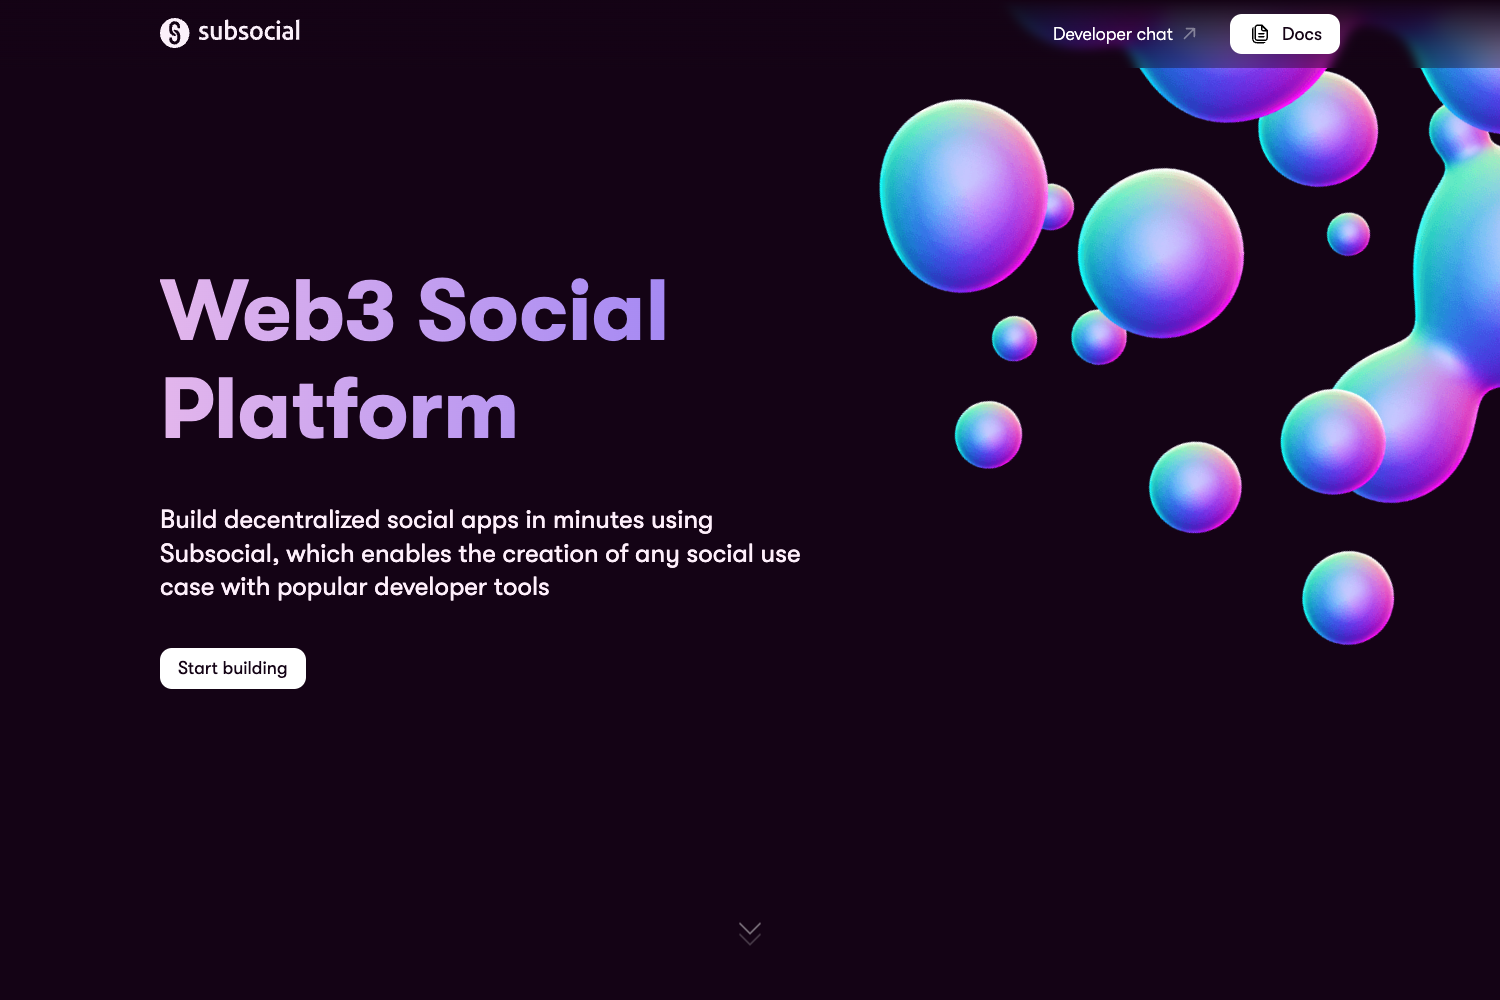 subsocial
Developer chat
Docs
Web3 Social
Platform
Build decentralized social apps in minutes using
Subsocial, which enables the creation of any social use
case with popular developer tools
Start building